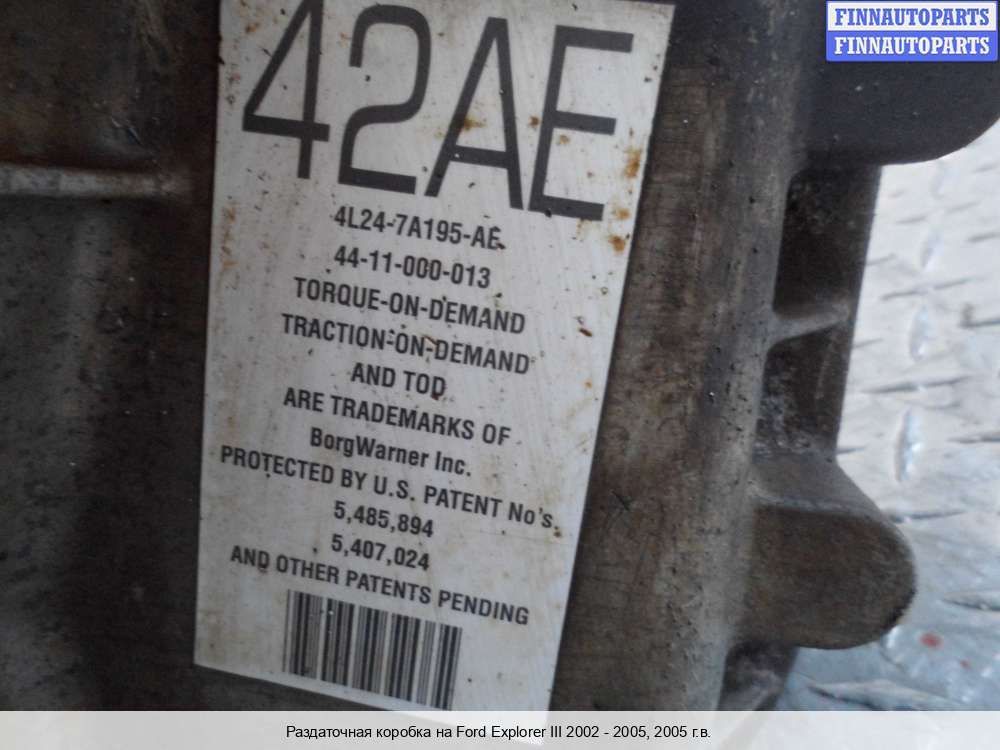 FINNAUTOPARTS
FINNAUTOPARTS
42AE
4L24-7A195-AE
44-11-000-013
TORQUE-ON-DEMAND
TRACTION-ON-DEMAND
AND TOD
ARE TRADEMARKS OF
BorgWarner Inc.
PROTECTED BY U.S. PATENT No's.
5,485,894
5,407,024
AND OTHER PATENTS PENDING
Раздаточная коробка на Ford Explorer III 2002 - 2005, 2005 г.в.